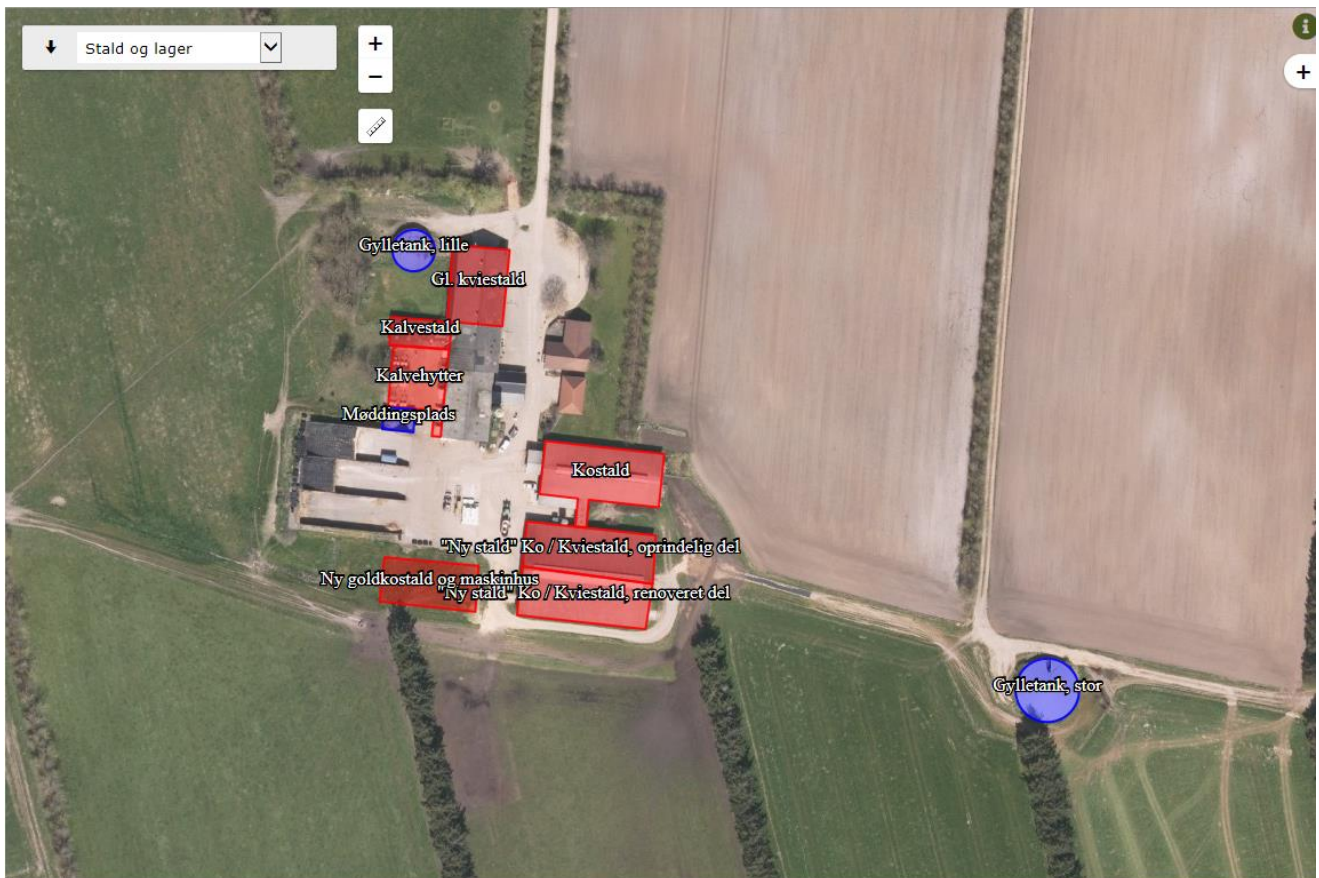 Stald og lager
Gylletank, lille
Gl. kviestald
Kalvestald
Kalvehytter
Møddingsplads
Kostald
"Ny stald" Ko / Kviestald, oprindelig del
Ny goldkostald og maskinhus
"Ny stald" Ko / Kviestald, renoveret del
Gylletank, stor